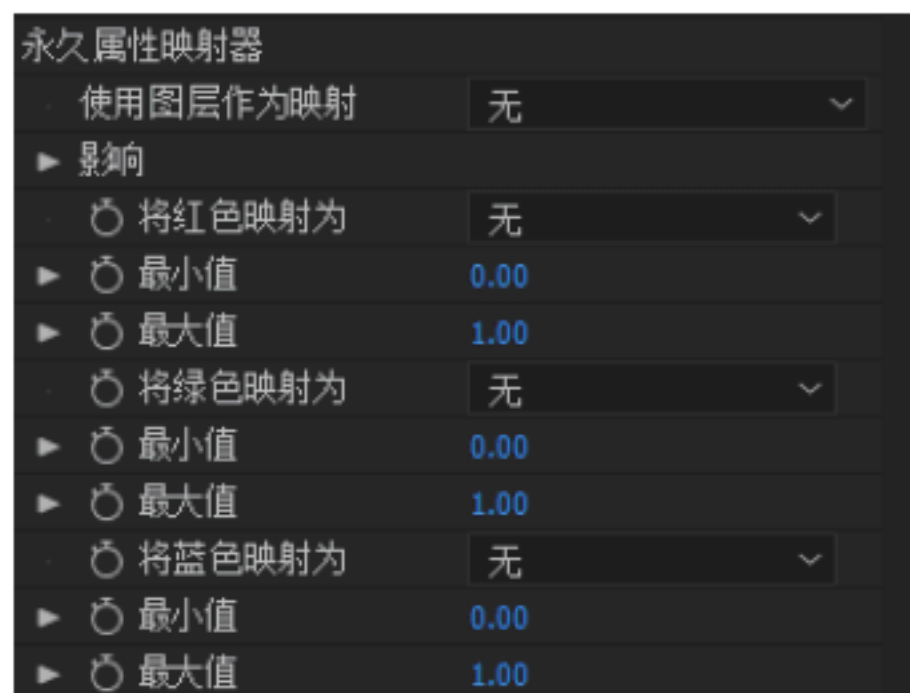 永久属性映射器
使用图层作为映射 无
影响
将红色映射为 无
最小值 0.00
最大值 1.00
将绿色映射为 无
最小值 0.00
最大值 1.00
将蓝色映射为 无
最小值 0.00
最大值 1.00